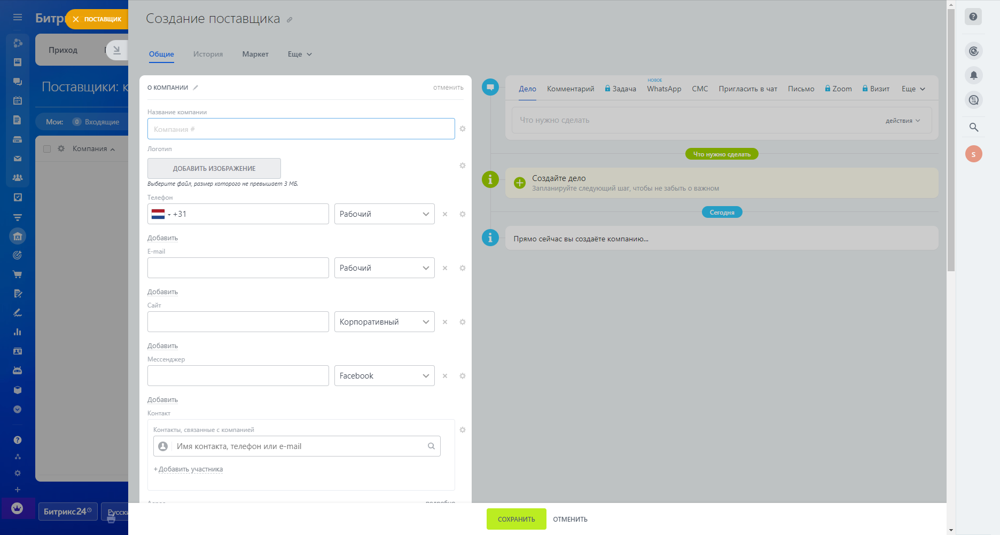 ПОСТАВЩИК
Приход
Поставщики:
Мои:
0 Входящие
Компания
Битрикс24
Создание поставщика
Общие
История
Маркет
Еще
О КОМПАНИИ
отменить
Название компании
Компания #
Логотип
ДОБАВИТЬ ИЗОБРАЖЕНИЕ
Выберите файл, размер которого не превышает 3 МБ.
Телефон
+31
Рабочий
Добавить
E-mail
Рабочий
Добавить
Сайт
Корпоративный
Добавить
Мессенджер
Facebook
Добавить
Контакт
Контакты, связанные с компанией
Имя контакта, телефон или e-mail
+Добавить участника
Дело
Комментарий
Задача
НОВОЕ
WhatsApp
СМС
Пригласить в чат
Письмо
Zoom
Визит
Еще
Что нужно сделать
действия
Что нужно сделать
Создайте дело
Запланируйте следующий шаг, чтобы не забыть о важном
Сегодня
Прямо сейчас вы создаёте компанию...
S
СОХРАНИТЬ
ОТМЕНИТЬ